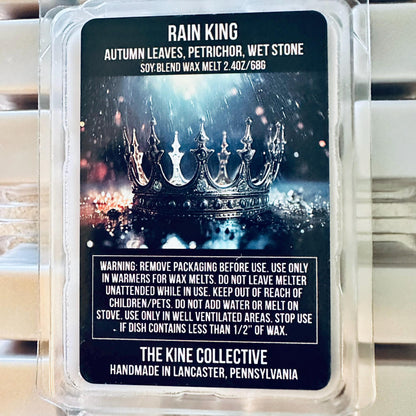 RAIN KING
AUTUMN LEAVES, PETRICHOR, WET STONE
SOY BLEND WAX MELT 2.4OZ/68G
WARNING: REMOVE PACKAGING BEFORE USE. USE ONLY
IN WARMERS FOR WAX MELTS. DO NOT LEAVE MELTER
UNATTENDED WHILE IN USE. KEEP OUT OF REACH OF
CHILDREN/PETS. DO NOT ADD WATER OR MELT ON
STOVE. USE ONLY IN WELL VENTILATED AREAS. STOP USE
IF DISH CONTAINS LESS THAN 1/2" OF WAX.
THE KINE COLLECTIVE
HANDMADE IN LANCASTER, PENNSYLVANIA